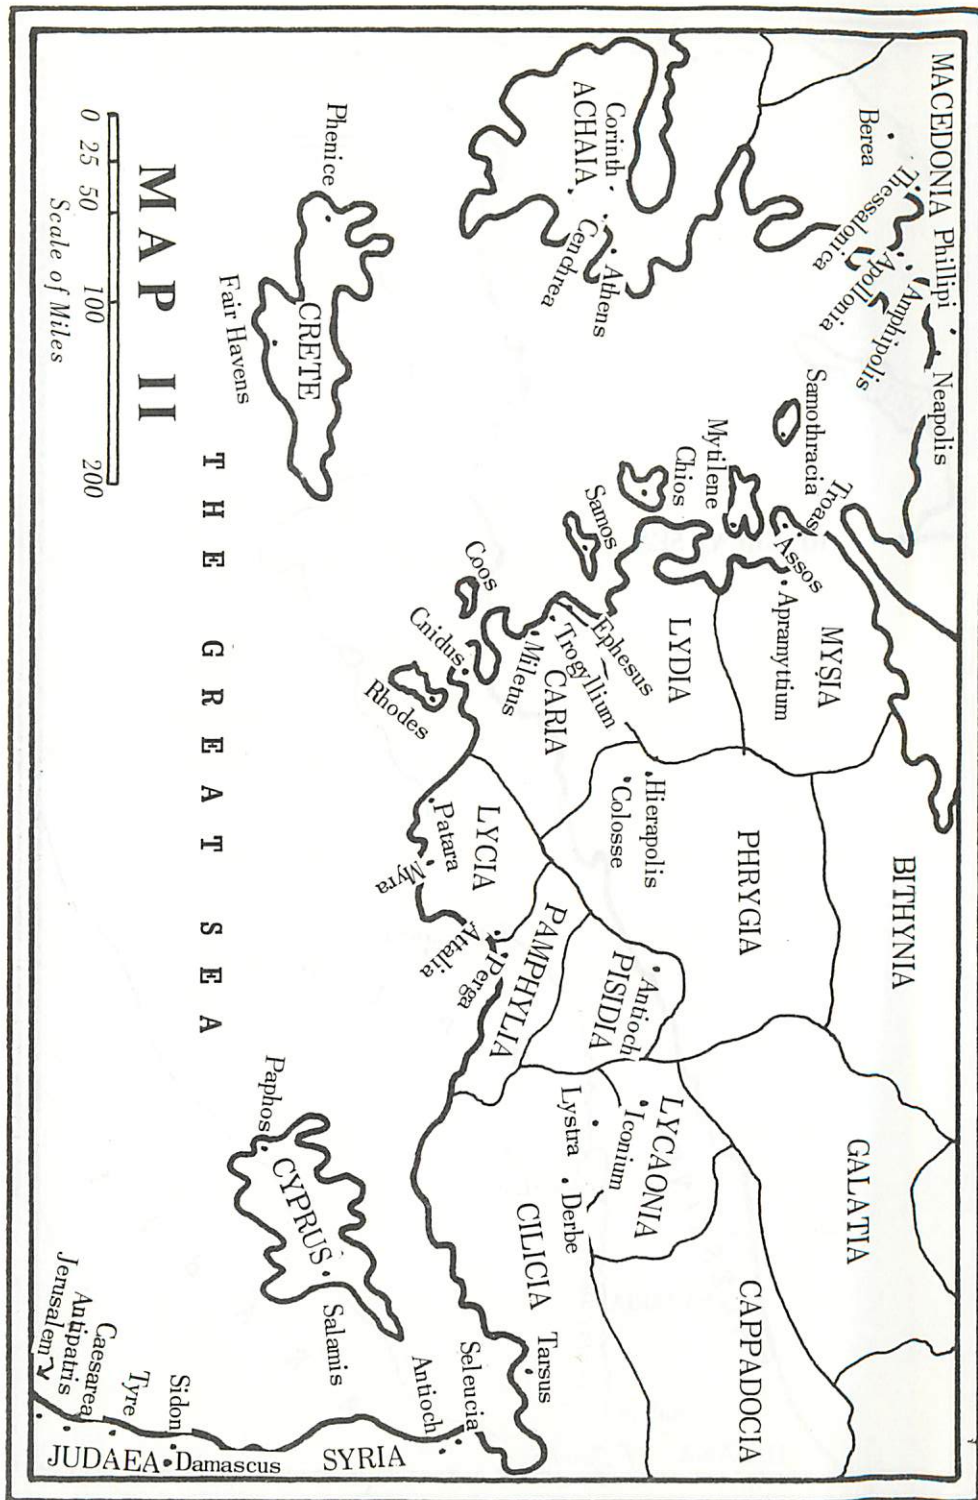 MACEDONIA
Phillipi
Neapolis
Berea
Thessalonica
Apollonia
Amphipolis
Samothracia
Troas
Assos
Apramyttium
MYSIA
BITHYNIA
GALATIA
Mytilene
Chios
LYDIA
PHRYGIA
CAPPADOCIA
Corinth
ACHAIA
Cenchrea
Athens
Samos
Ephesus
Trogyllium
Miletus
CARIA
Hierapolis
Colosse
Antioch
PISIDIA
LYCAONIA
Iconium
Lystra
Derbe
CILICIA
Tarsus
Coos
Cnidus
Rhodes
LYCIA
Patara
Myra
PAMPHYLIA
Attalia
Perga
Seleucia
Antioch
Phenice
CRETE
Fair Havens
Paphos
CYPRUS
Salamis
THE GREAT SEA
SYRIA
Sidon
Damascus
Tyre
Caesarea
Antipatris
Jerusalem
JUDAEA
MAP II
0 25 50 100 200
Scale of Miles